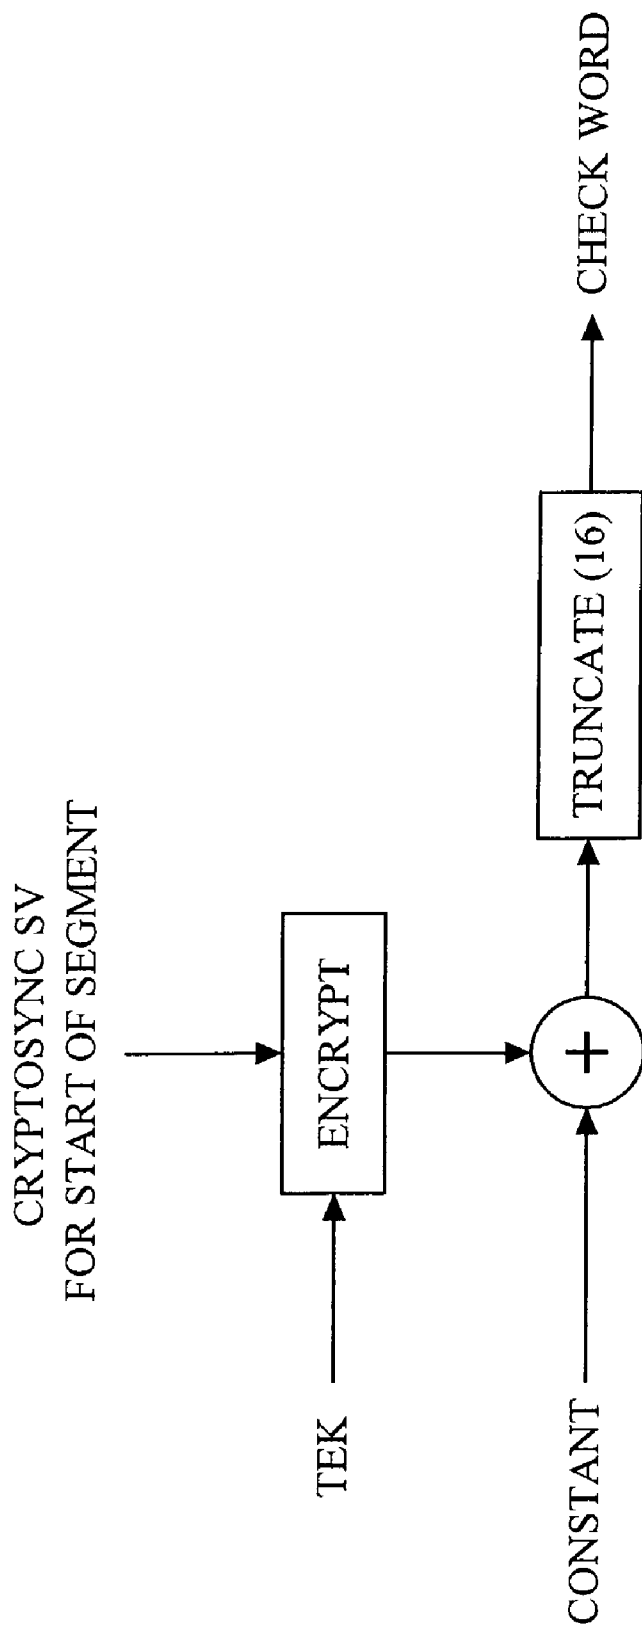 CRYPTOSYNC SV
FOR START OF SEGMENT
TEK
ENCRYPT
CONSTANT
+
TRUNCATE (16)
CHECK WORD